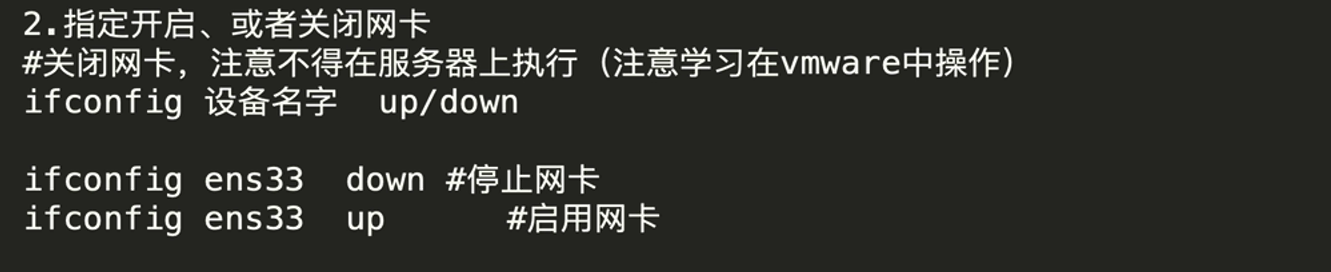 2.指定开启、或者关闭网卡
#关闭网卡，注意不得在服务器上执行（注意学习在vmware中操作）
ifconfig 设备名字  up/down
ifconfig ens33  down #停止网卡
ifconfig ens33  up      #启用网卡